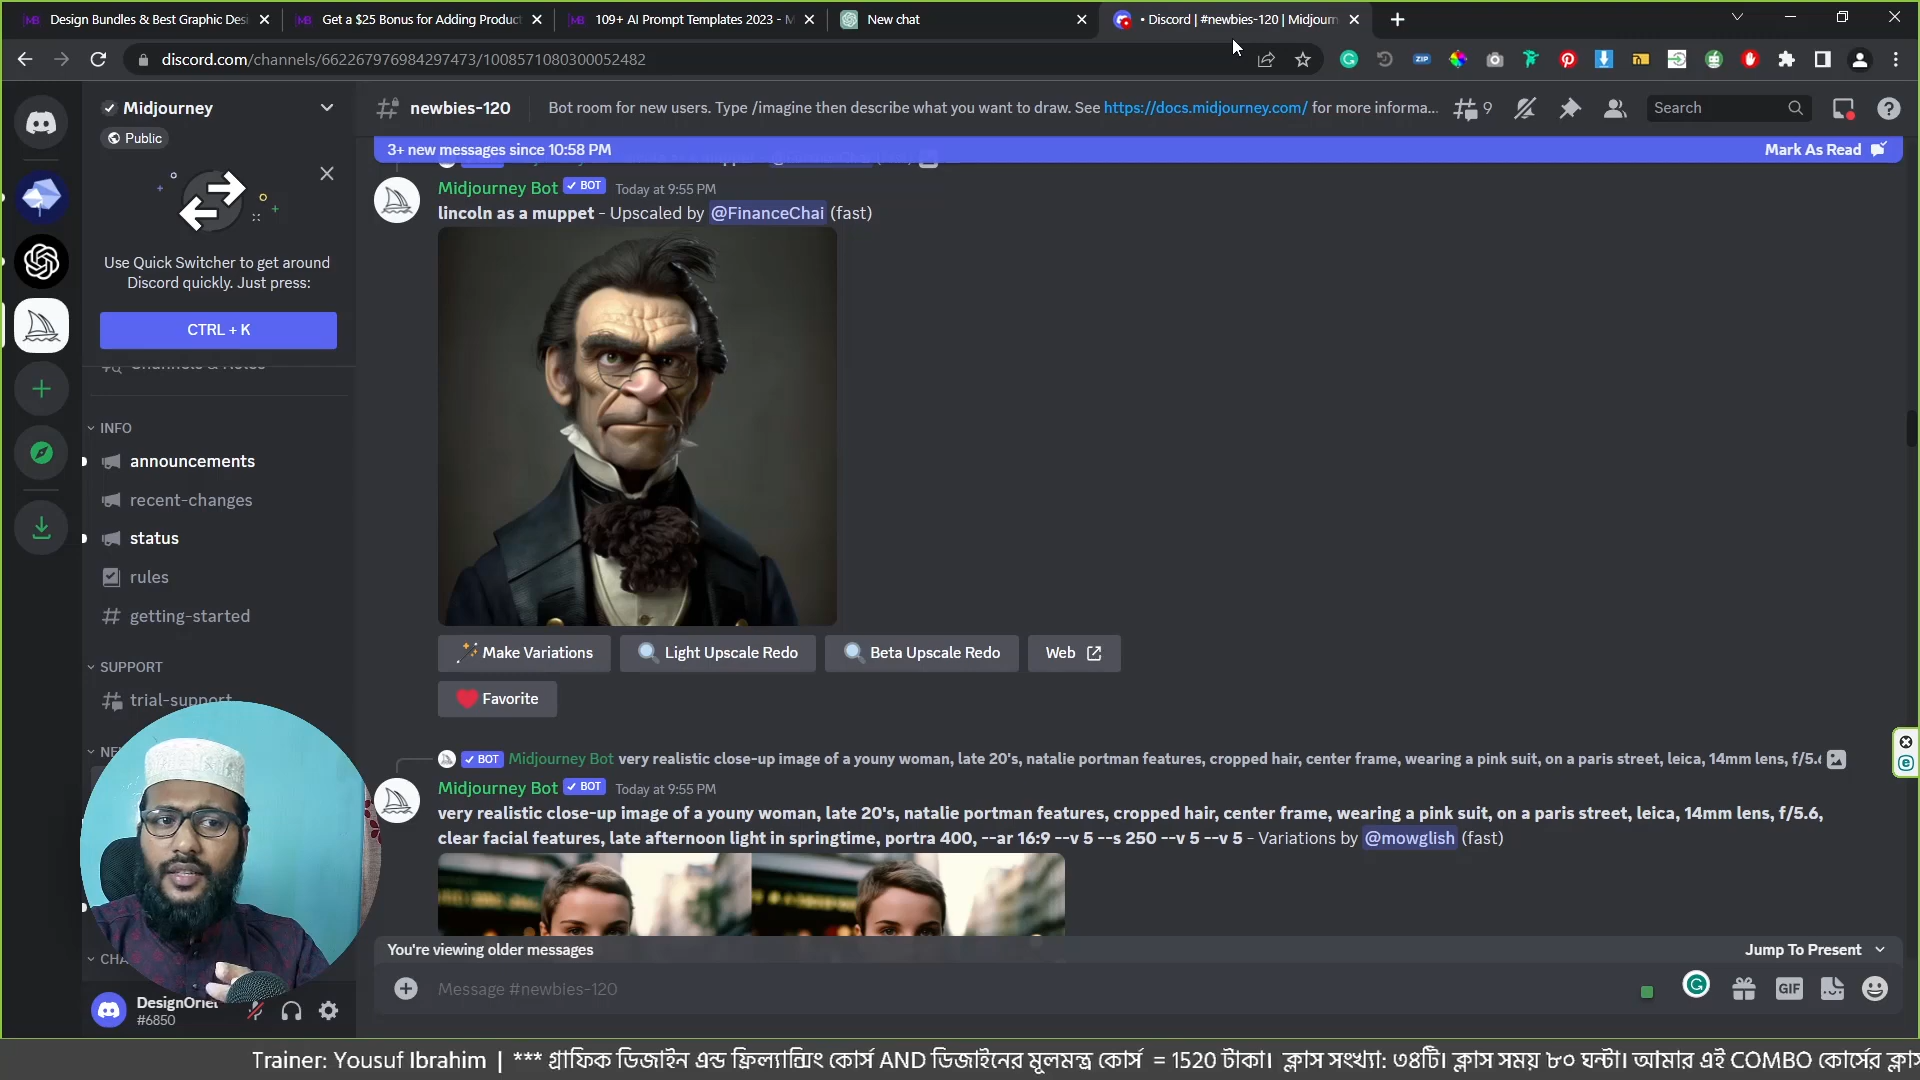 Design Bundles & Best Graphic Desi
Get a $25 Bonus for Adding Product
109+ AI Prompt Templates 2023 - M
New chat
• Discord | #newbies-120 | Midjourn
discord.com/channels/662267976984297473/1008571080300052482
Midjourney
Public
Use Quick Switcher to get around
Discord quickly. Just press:
CTRL + K
Channels & Roles
INFO
announcements
recent-changes
status
rules
getting-started
SUPPORT
trial-support
DesignOriel
#6850
newbies-120
Bot room for new users. Type /imagine then describe what you want to draw. See https://docs.midjourney.com/ for more informa...
9
Search
3+ new messages since 10:58 PM
Mark As Read
Midjourney Bot BOT Today at 9:55 PM
lincoln as a muppet - Upscaled by @FinanceChai (fast)
Make Variations
Light Upscale Redo
Beta Upscale Redo
Web
Favorite
BOT Midjourney Bot very realistic close-up image of a youny woman, late 20's, natalie portman features, cropped hair, center frame, wearing a pink suit, on a paris street, leica, 14mm lens, f/5.6
Midjourney Bot BOT Today at 9:55 PM
very realistic close-up image of a youny woman, late 20's, natalie portman features, cropped hair, center frame, wearing a pink suit, on a paris street, leica, 14mm lens, f/5.6,
clear facial features, late afternoon light in springtime, portra 400, --ar 16:9 --v 5 --s 250 --v 5 --v 5 - Variations by @mowglish (fast)
You're viewing older messages
Jump To Present
Message #newbies-120
GIF
Trainer: Yousuf Ibrahim | *** গ্রাফিক ডিজাইন এন্ড ফ্রিল্যান্সিং কোর্স AND ডিজাইনের মূলমন্ত্র কোর্স = 1520 টাকা। ক্লাস সংখ্যা: ৩৪টি। ক্লাস সময় ৮০ ঘন্টা। আমার এই COMBO কোর্সের ক্লাস